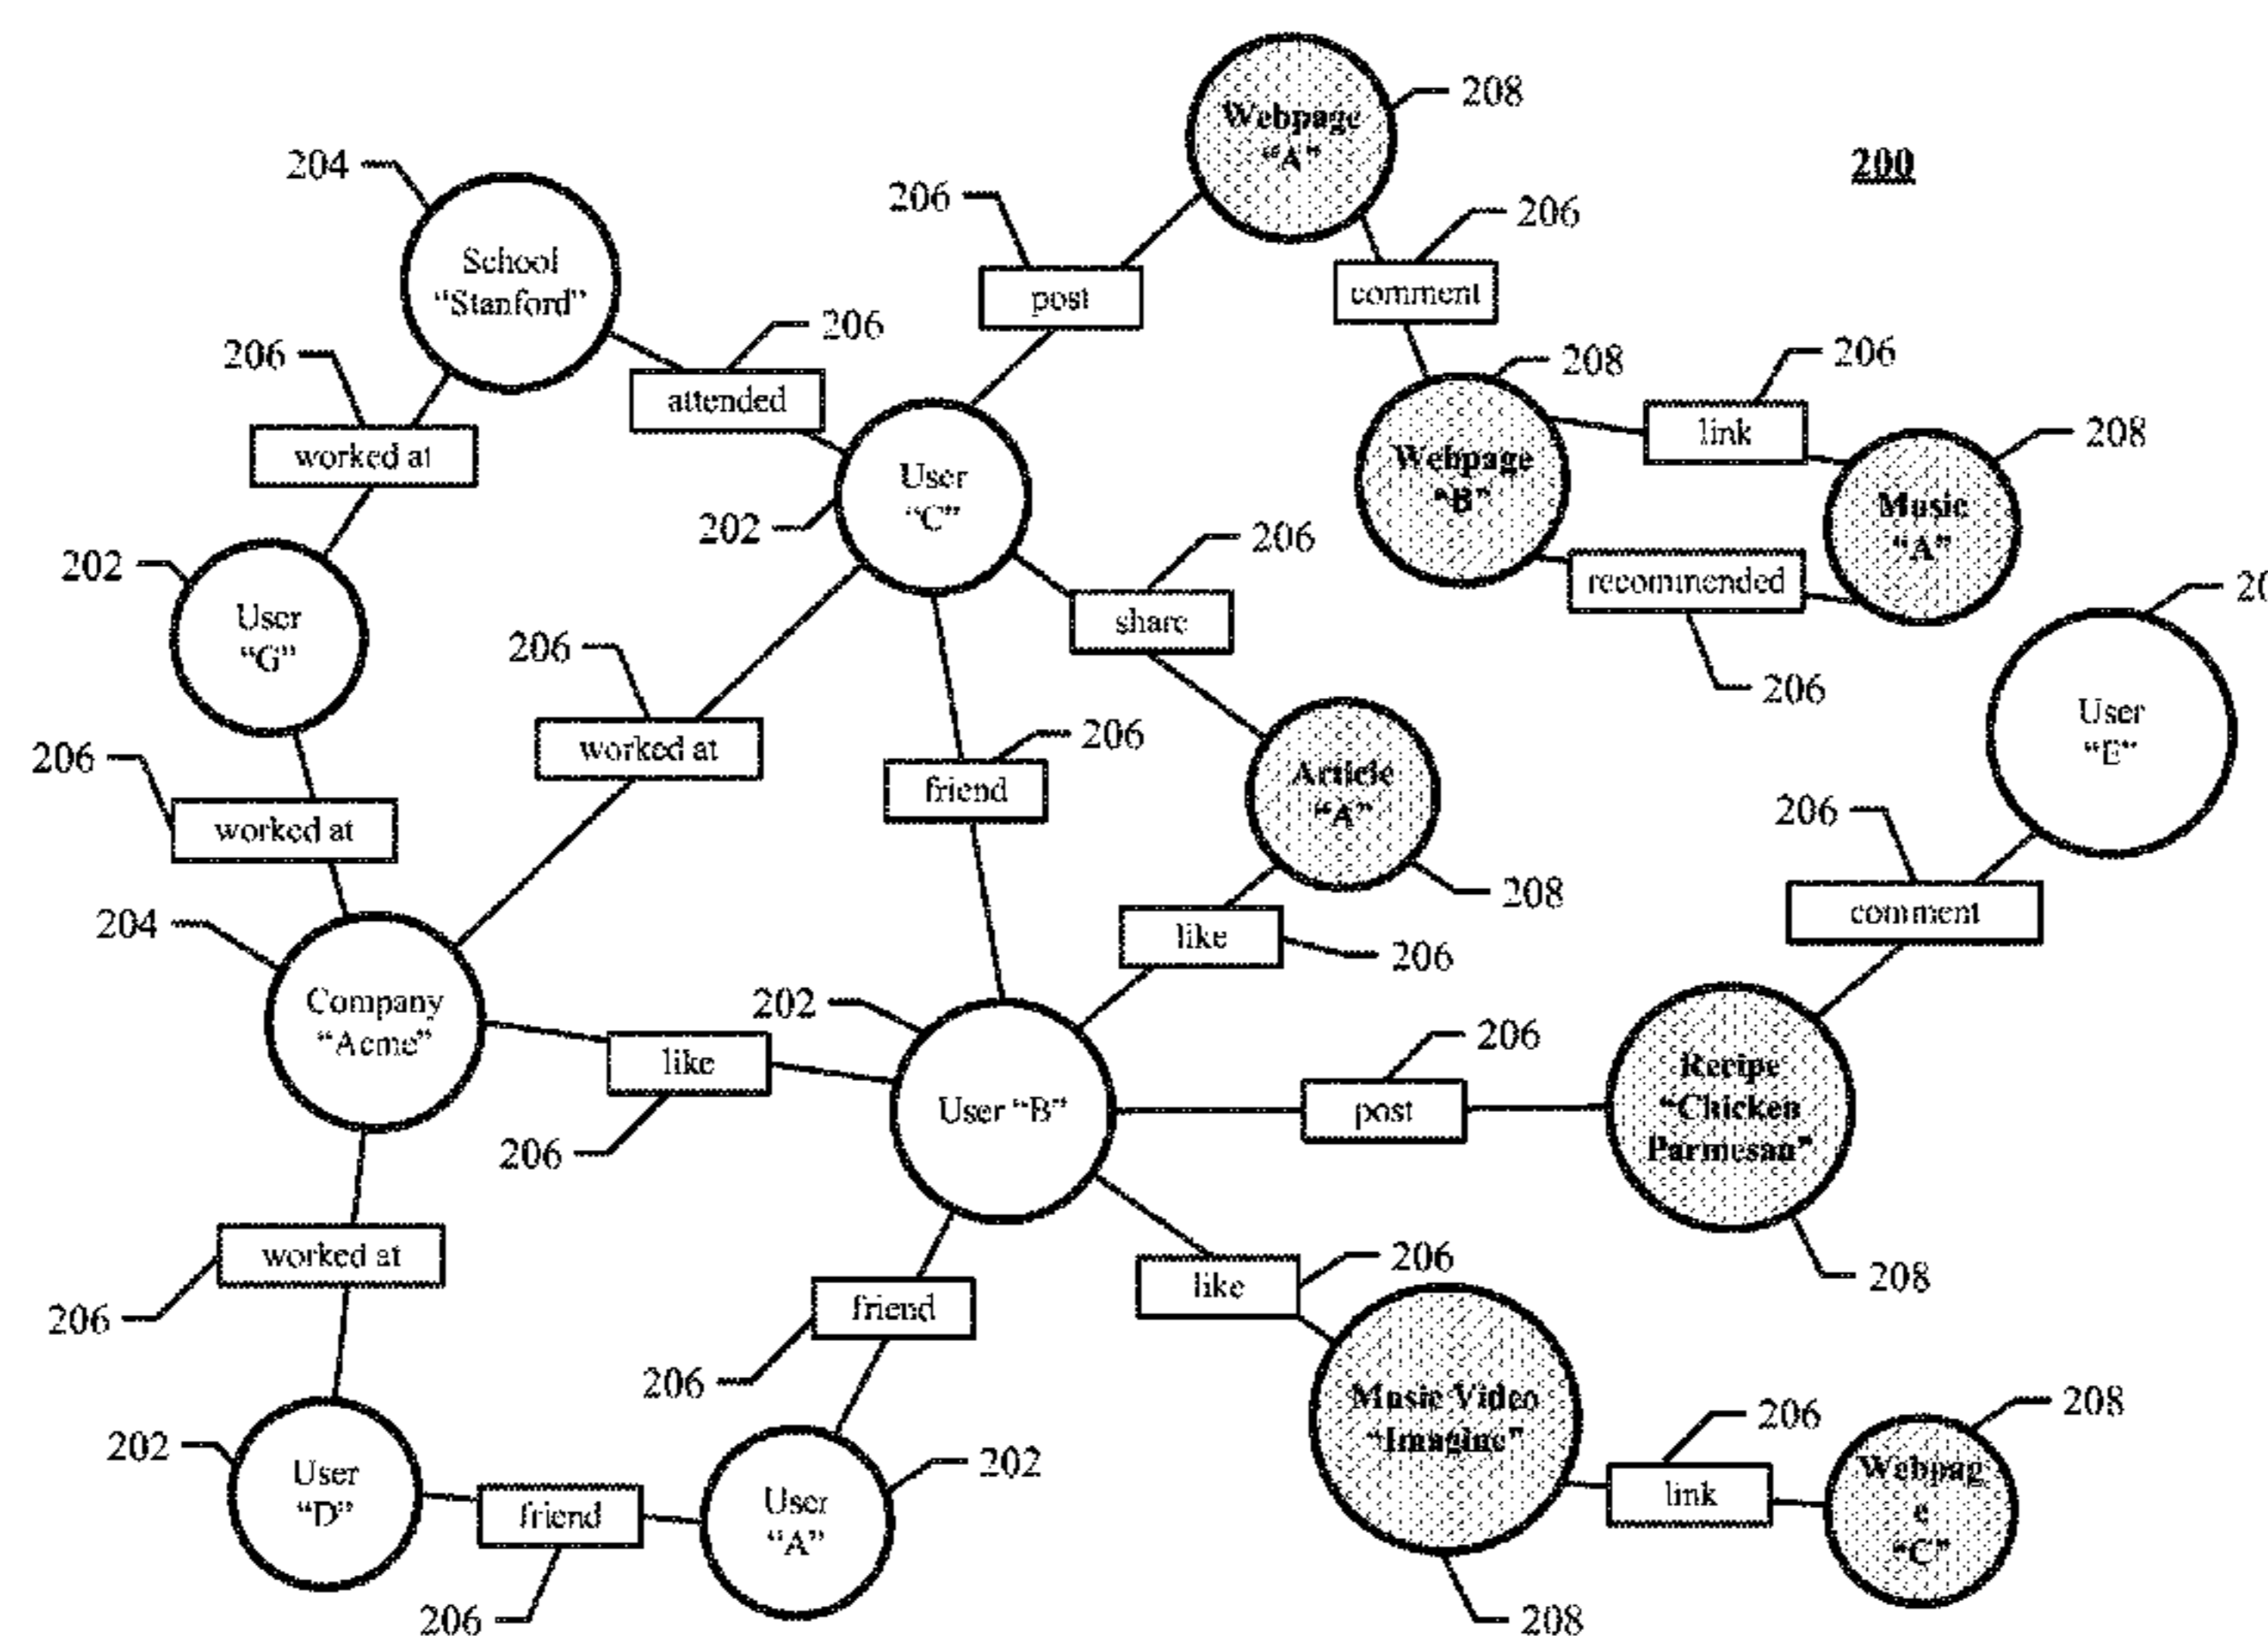 208
Webpage
“A”
200
204
206
206
School
“Stanford”
post
comment
206
206
206
208
attended
link
208
worked at
User
“C”
Webpage
“B”
Music
“A”
202
202
206
recommended
User
“G”
share
206
206
User
“E”
206
worked at
206
206
friend
Article
“A”
206
worked at
comment
204
208
like
206
Company
“Acme”
202
206
like
User “B”
post
Recipe
“Chicken
Parmesan”
206
206
worked at
206
208
like
206
friend
206
Music Video
“Imagine”
208
206
202
202
link
Webpag
e
“C”
User
“D”
friend
User
“A”
206
208